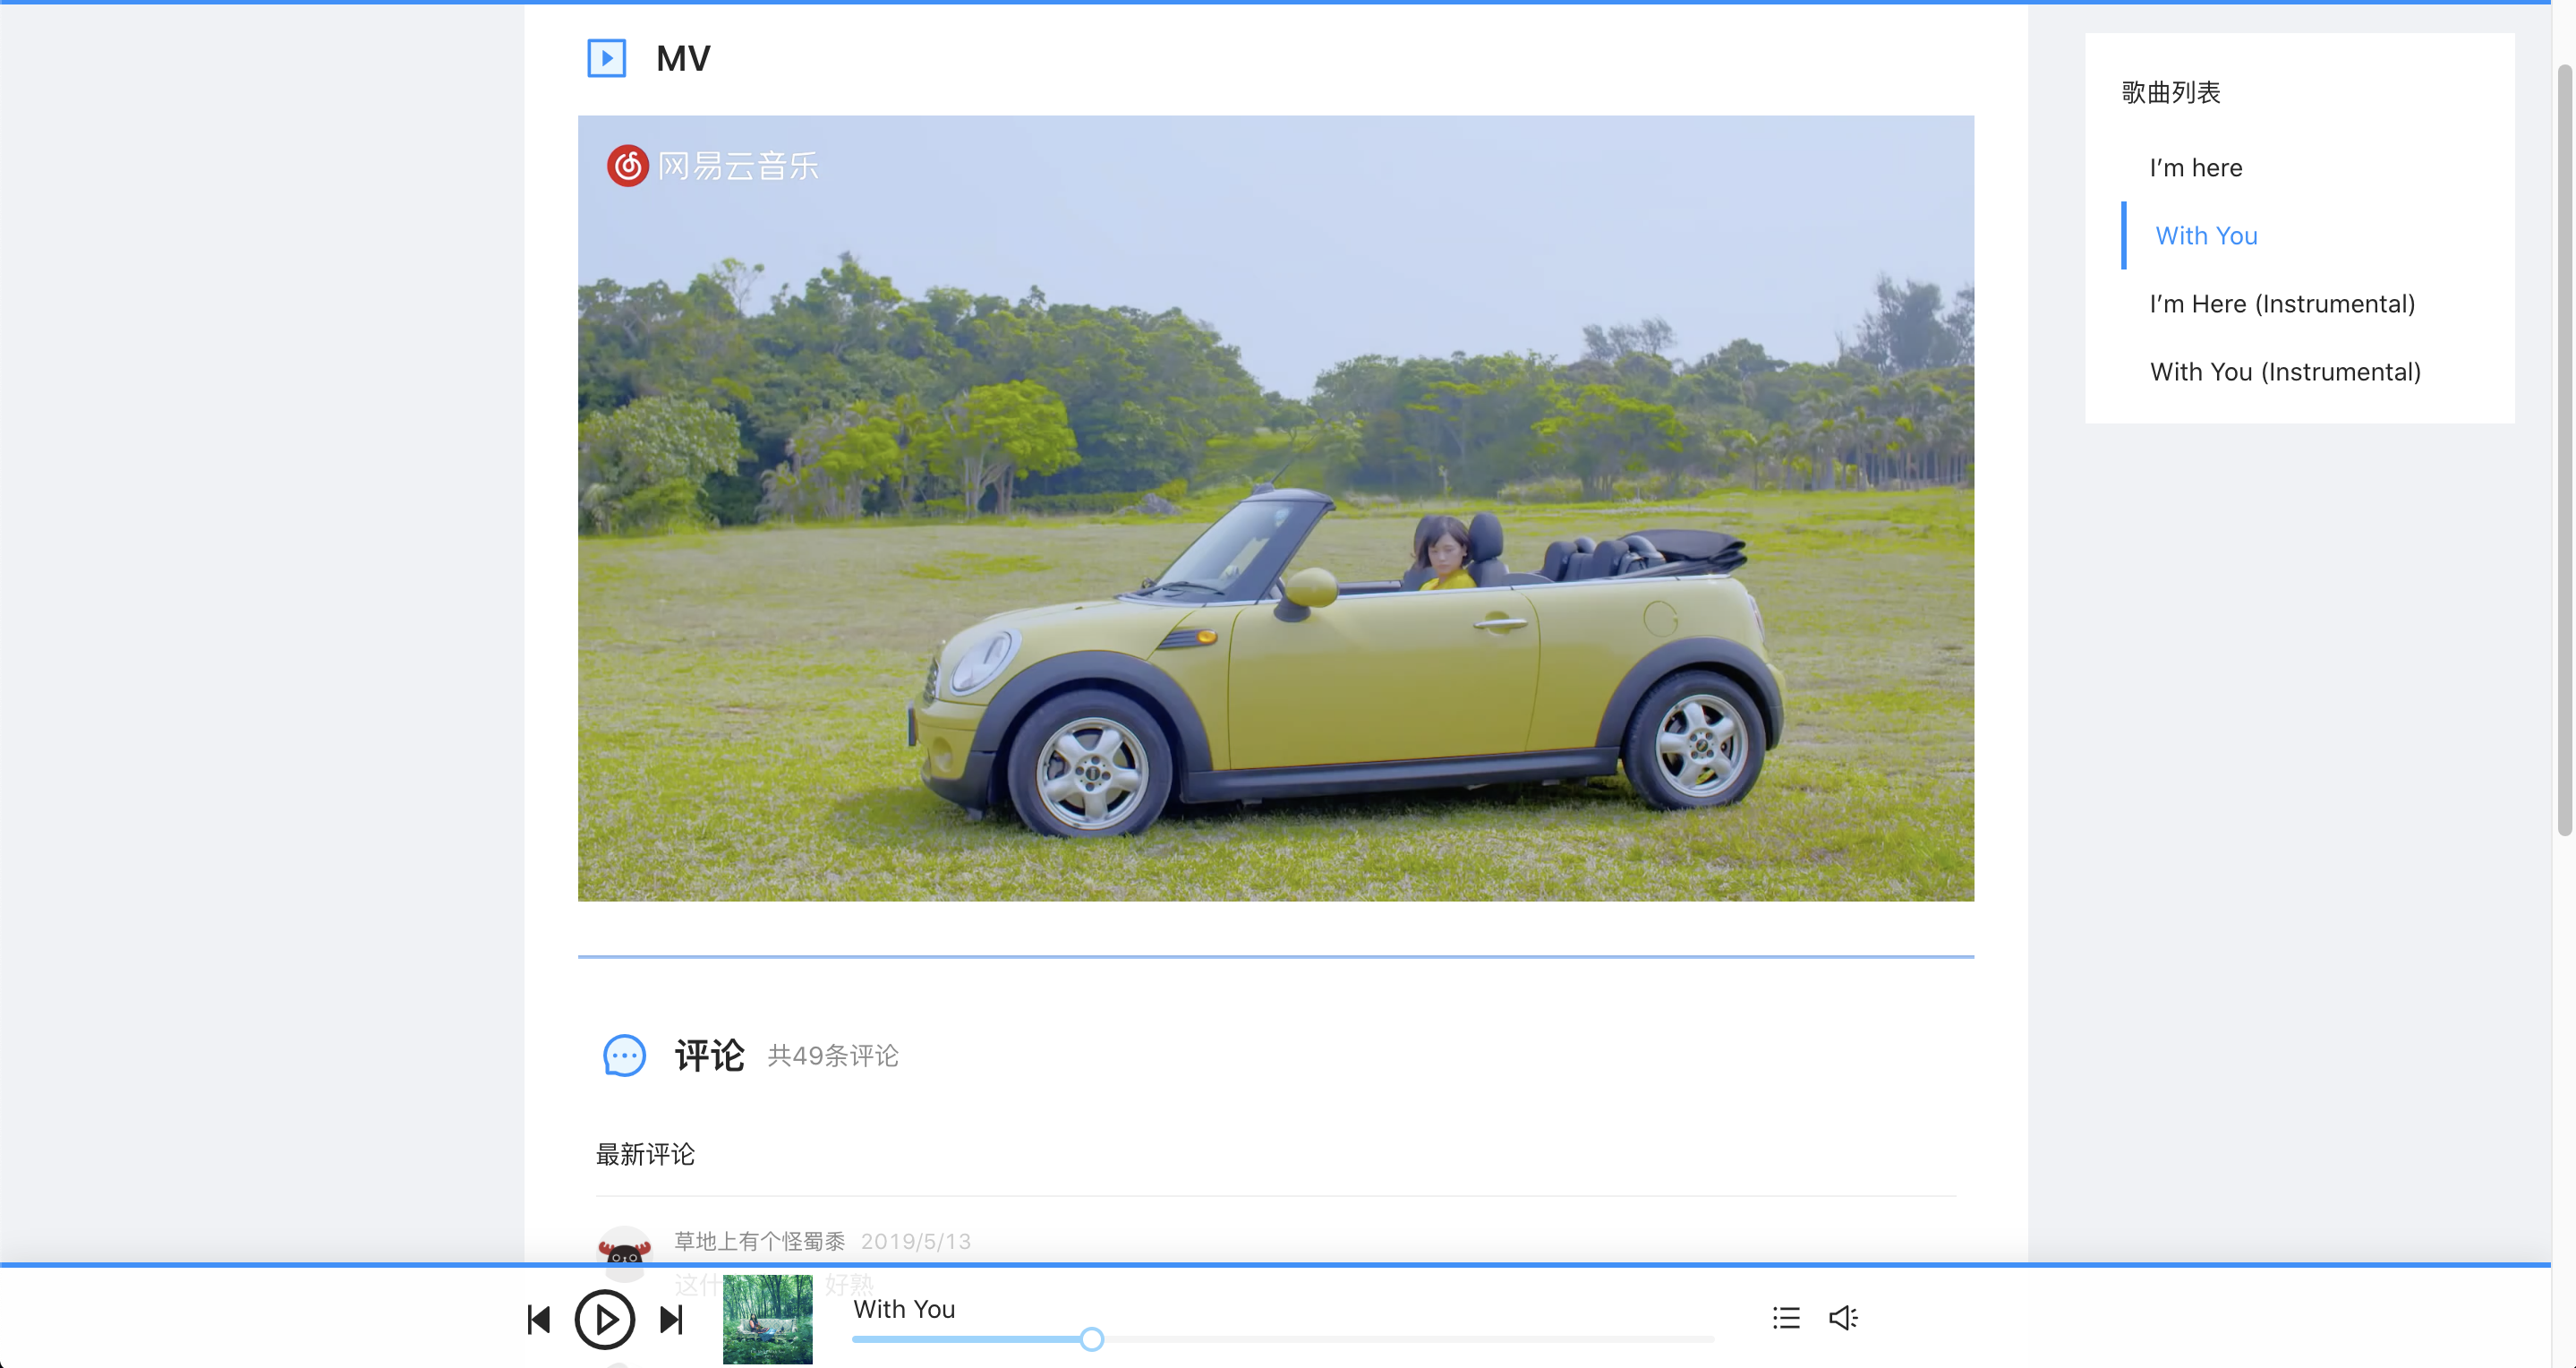 MV
网易云音乐
歌曲列表
I’m here
With You
I’m Here (Instrumental)
With You (Instrumental)
评论 共49条评论
最新评论
草地上有个怪蜀黍 2019/5/13
这什 好熟
With You